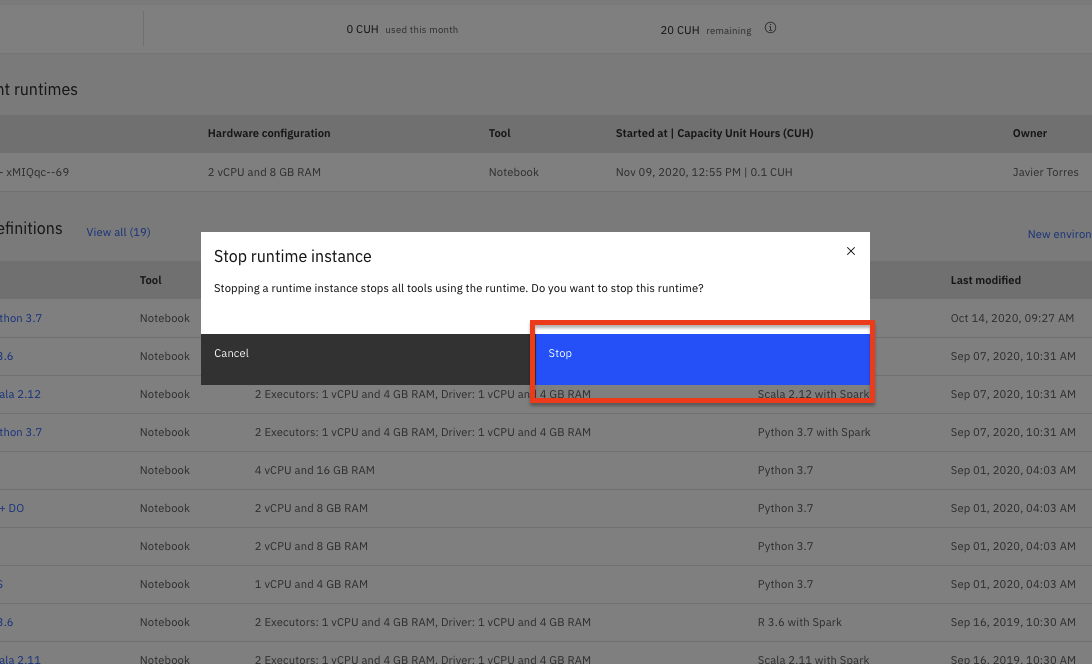 0 CUH used this month 20 CUH remaining
nt runtimes
Hardware configuration Tool Started at | Capacity Unit Hours (CUH) Owner
- xMIQqc--69 2 vCPU and 8 GB RAM Notebook Nov 09, 2020, 12:55 PM | 0.1 CUH Javier Torres
efinitions View all (19) New environ
Stop runtime instance
Tool Last modified
Stopping a runtime instance stops all tools using the runtime. Do you want to stop this runtime?
thon 3.7 Notebook Oct 14, 2020, 09:27 AM
Cancel Stop
3.6 Notebook Sep 07, 2020, 10:31 AM
ala 2.12 Notebook 2 Executors: 1 vCPU and 4 GB RAM, Driver: 1 vCPU and 4 GB RAM Scala 2.12 with Spark Sep 07, 2020, 10:31 AM
thon 3.7 Notebook 2 Executors: 1 vCPU and 4 GB RAM, Driver: 1 vCPU and 4 GB RAM Python 3.7 with Spark Sep 07, 2020, 10:31 AM
Notebook 4 vCPU and 16 GB RAM Python 3.7 Sep 01, 2020, 04:03 AM
+ DO Notebook 2 vCPU and 8 GB RAM Python 3.7 Sep 01, 2020, 04:03 AM
Notebook 2 vCPU and 8 GB RAM Python 3.7 Sep 01, 2020, 04:03 AM
S Notebook 1 vCPU and 4 GB RAM Python 3.7 Sep 01, 2020, 04:03 AM
3.6 Notebook 2 Executors: 1 vCPU and 4 GB RAM, Driver: 1 vCPU and 4 GB RAM R 3.6 with Spark Sep 16, 2019, 10:30 AM
ala 2.11 Notebook 2 Executors: 1 vCPU and 4 GB RAM, Driver: 1 vCPU and 4 GB RAM Scala 2.11 with Spark Sep 16, 2019, 10:30 AM